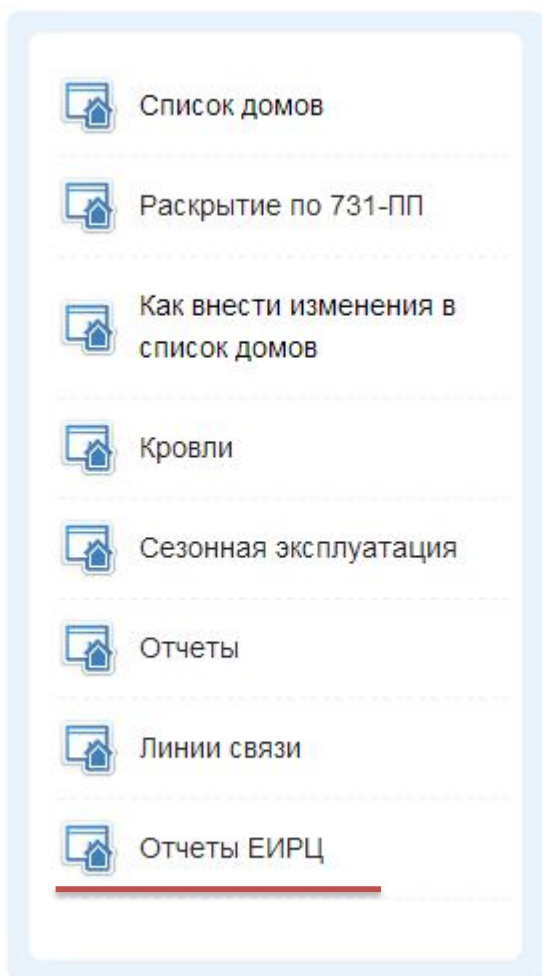 Список домов
Раскрытие по 731-ПП
Как внести изменения в
список домов
Кровли
Сезонная эксплуатация
Отчеты
Линии связи
Отчеты ЕИРЦ